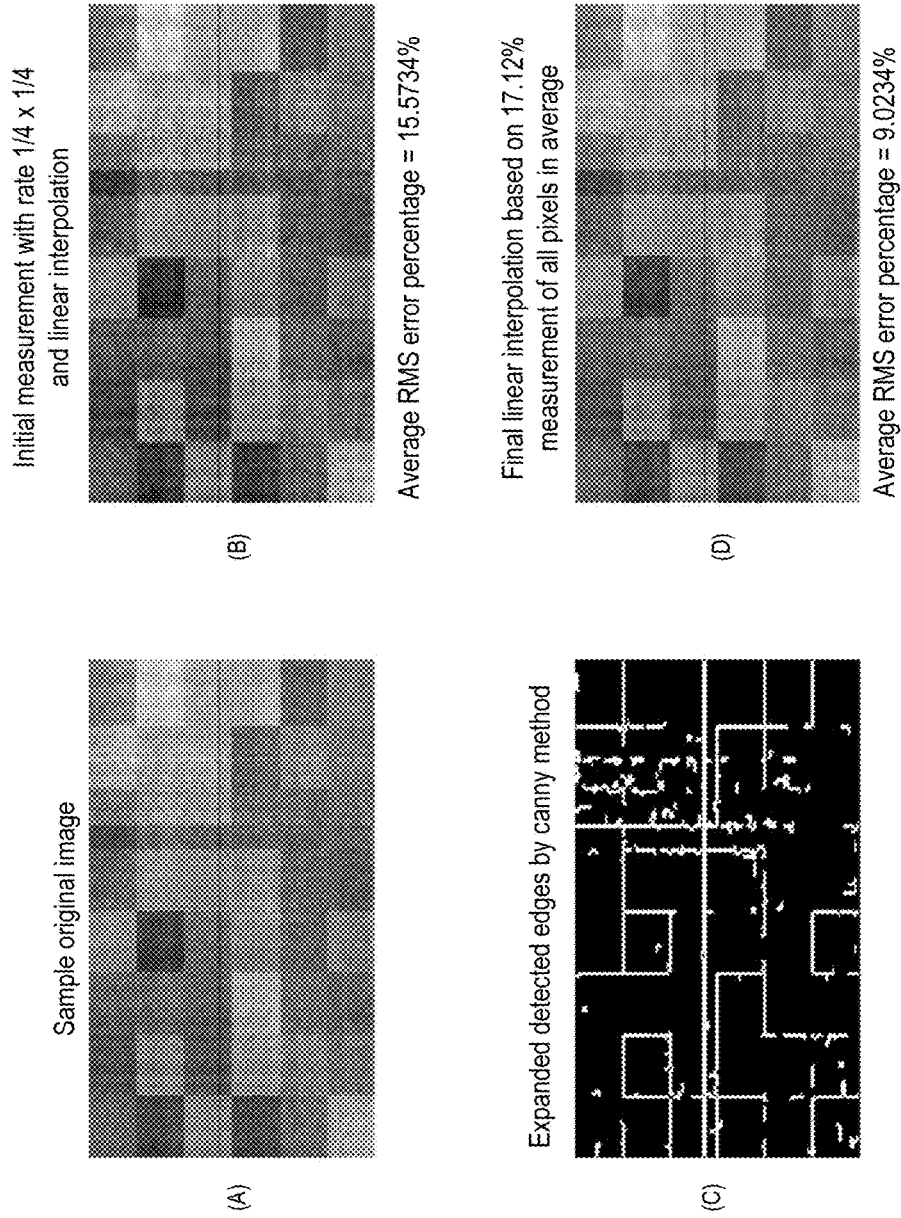 Sample original image
(A)
Initial measurement with rate 1/4 x 1/4
and linear interpolation
(B)
Average RMS error percentage = 15.5734%
Expanded detected edges by canny method
(C)
Final linear interpolation based on 17.12%
measurement of all pixels in average
(D)
Average RMS error percentage = 9.0234%